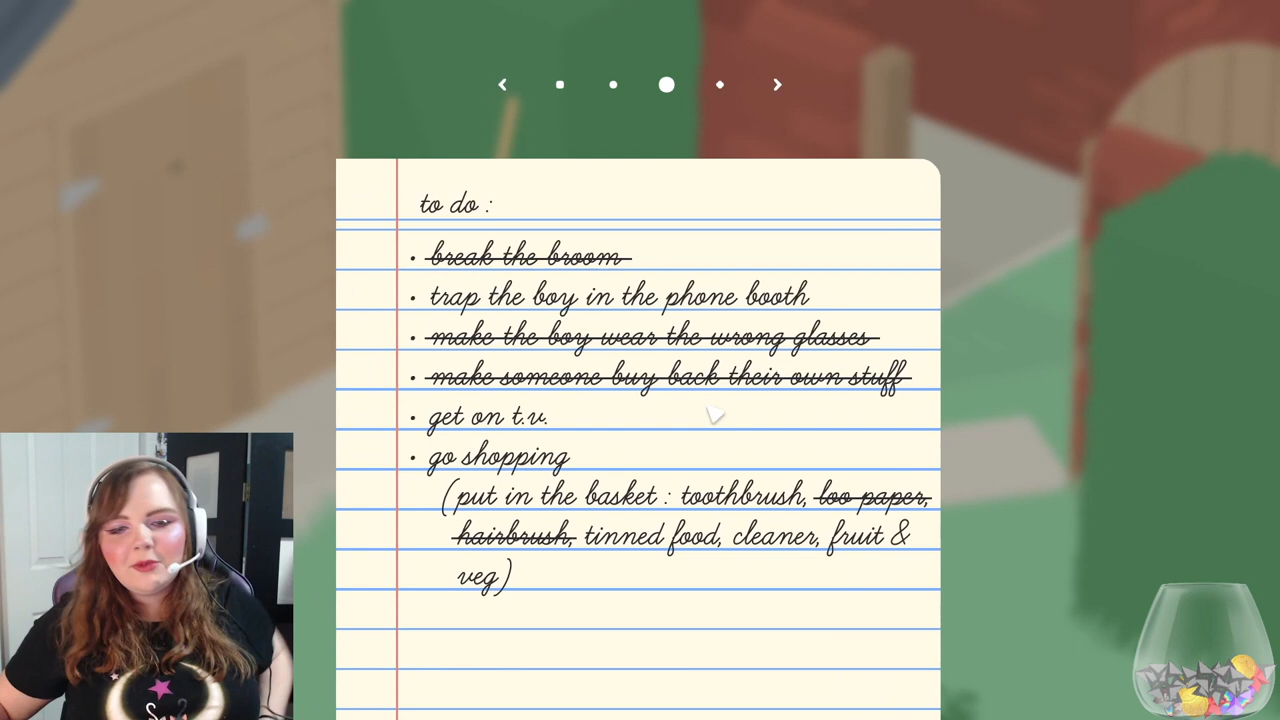 to do :
• break the broom
• trap the boy in the phone booth
• make the boy wear the wrong glasses
• make someone buy back their own stuff
• get on t.v.
• go shopping
(put in the basket : toothbrush, loo paper,
hairbrush, tinned food, cleaner, fruit &
veg)